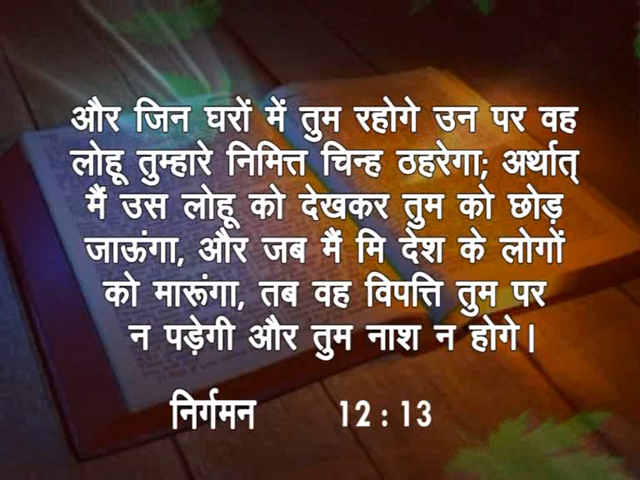 और जिन घरों में तुम रहोगे उन पर वह
लोहू तुम्हारे निमित्त चिन्ह ठहरेगा; अर्थात्
मैं उस लोहू को देखकर तुम को छोड़
जाऊंगा, और जब मैं मि देश के लोगों
को मारूंगा, तब वह विपत्ति तुम पर
न पड़ेगी और तुम नाश न होगे।
निर्गमन 12 : 13